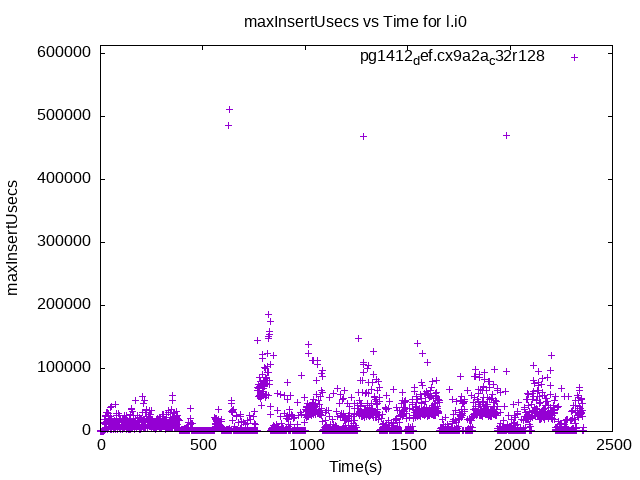 maxInsertUsecs vs Time for l.i0
600000
pg1412_def.cx9a2a_c32r128
500000
400000
maxInsertUsecs
300000
200000
100000
0
0 500 1000 1500 2000 2500
Time(s)